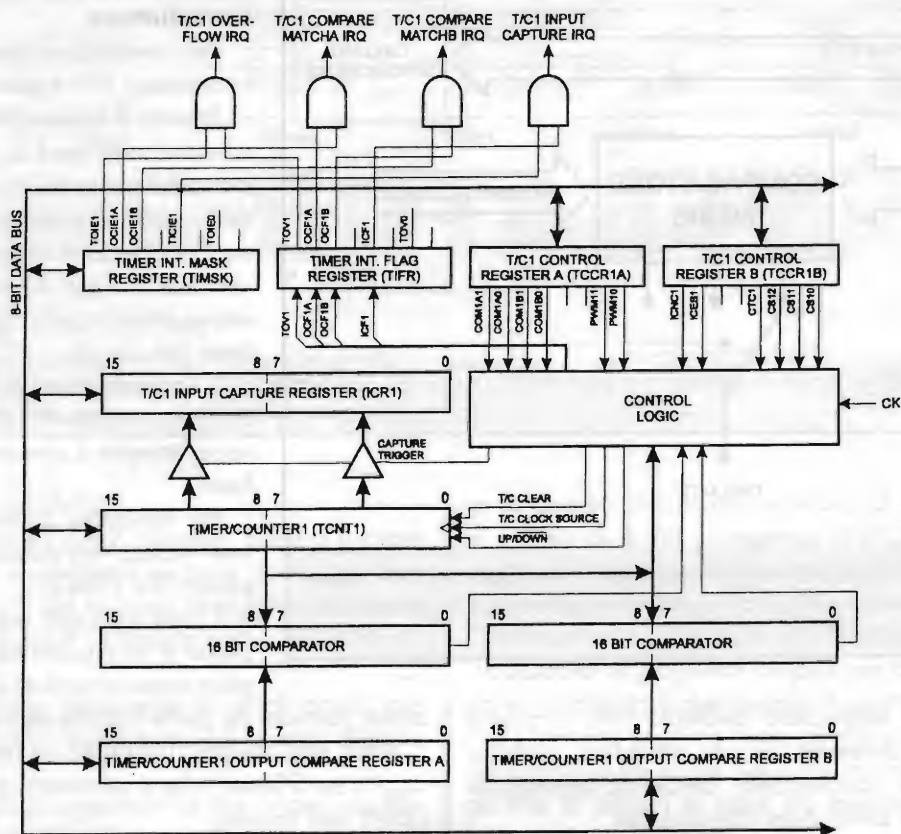 T/C1 OVER-
FLOW IRQ
T/C1 COMPARE
MATCHA IRQ
T/C1 COMPARE
MATCHB IRQ
T/C1 INPUT
CAPTURE IRQ
8-BIT DATA BUS
TOIE1
OCIE1A
OCIE1B
TICIE1
TOIE0
TOV1
OCF1A
OCF1B
ICF1
TOV0
TIMER INT. MASK
REGISTER (TIMSK)
TIMER INT. FLAG
REGISTER (TIFR)
T/C1 CONTROL
REGISTER A (TCCR1A)
T/C1 CONTROL
REGISTER B (TCCR1B)
TOV1
OCF1A
OCF1B
ICF1
COM1A1
COM1A0
COM1B1
COM1B0
PWM11
PWM10
ICNC1
ICES1
CTC1
CS12
CS11
CS10
15 8 7 0
T/C1 INPUT CAPTURE REGISTER (ICR1)
CONTROL
LOGIC
CK
CAPTURE
TRIGGER
15 8 7 0
TIMER/COUNTER1 (TCNT1)
T/C CLEAR
T/C CLOCK SOURCE
UP/DOWN
15 8 7 0
16 BIT COMPARATOR
15 8 7 0
16 BIT COMPARATOR
15 8 7 0
TIMER/COUNTER1 OUTPUT COMPARE REGISTER A
15 8 7 0
TIMER/COUNTER1 OUTPUT COMPARE REGISTER B